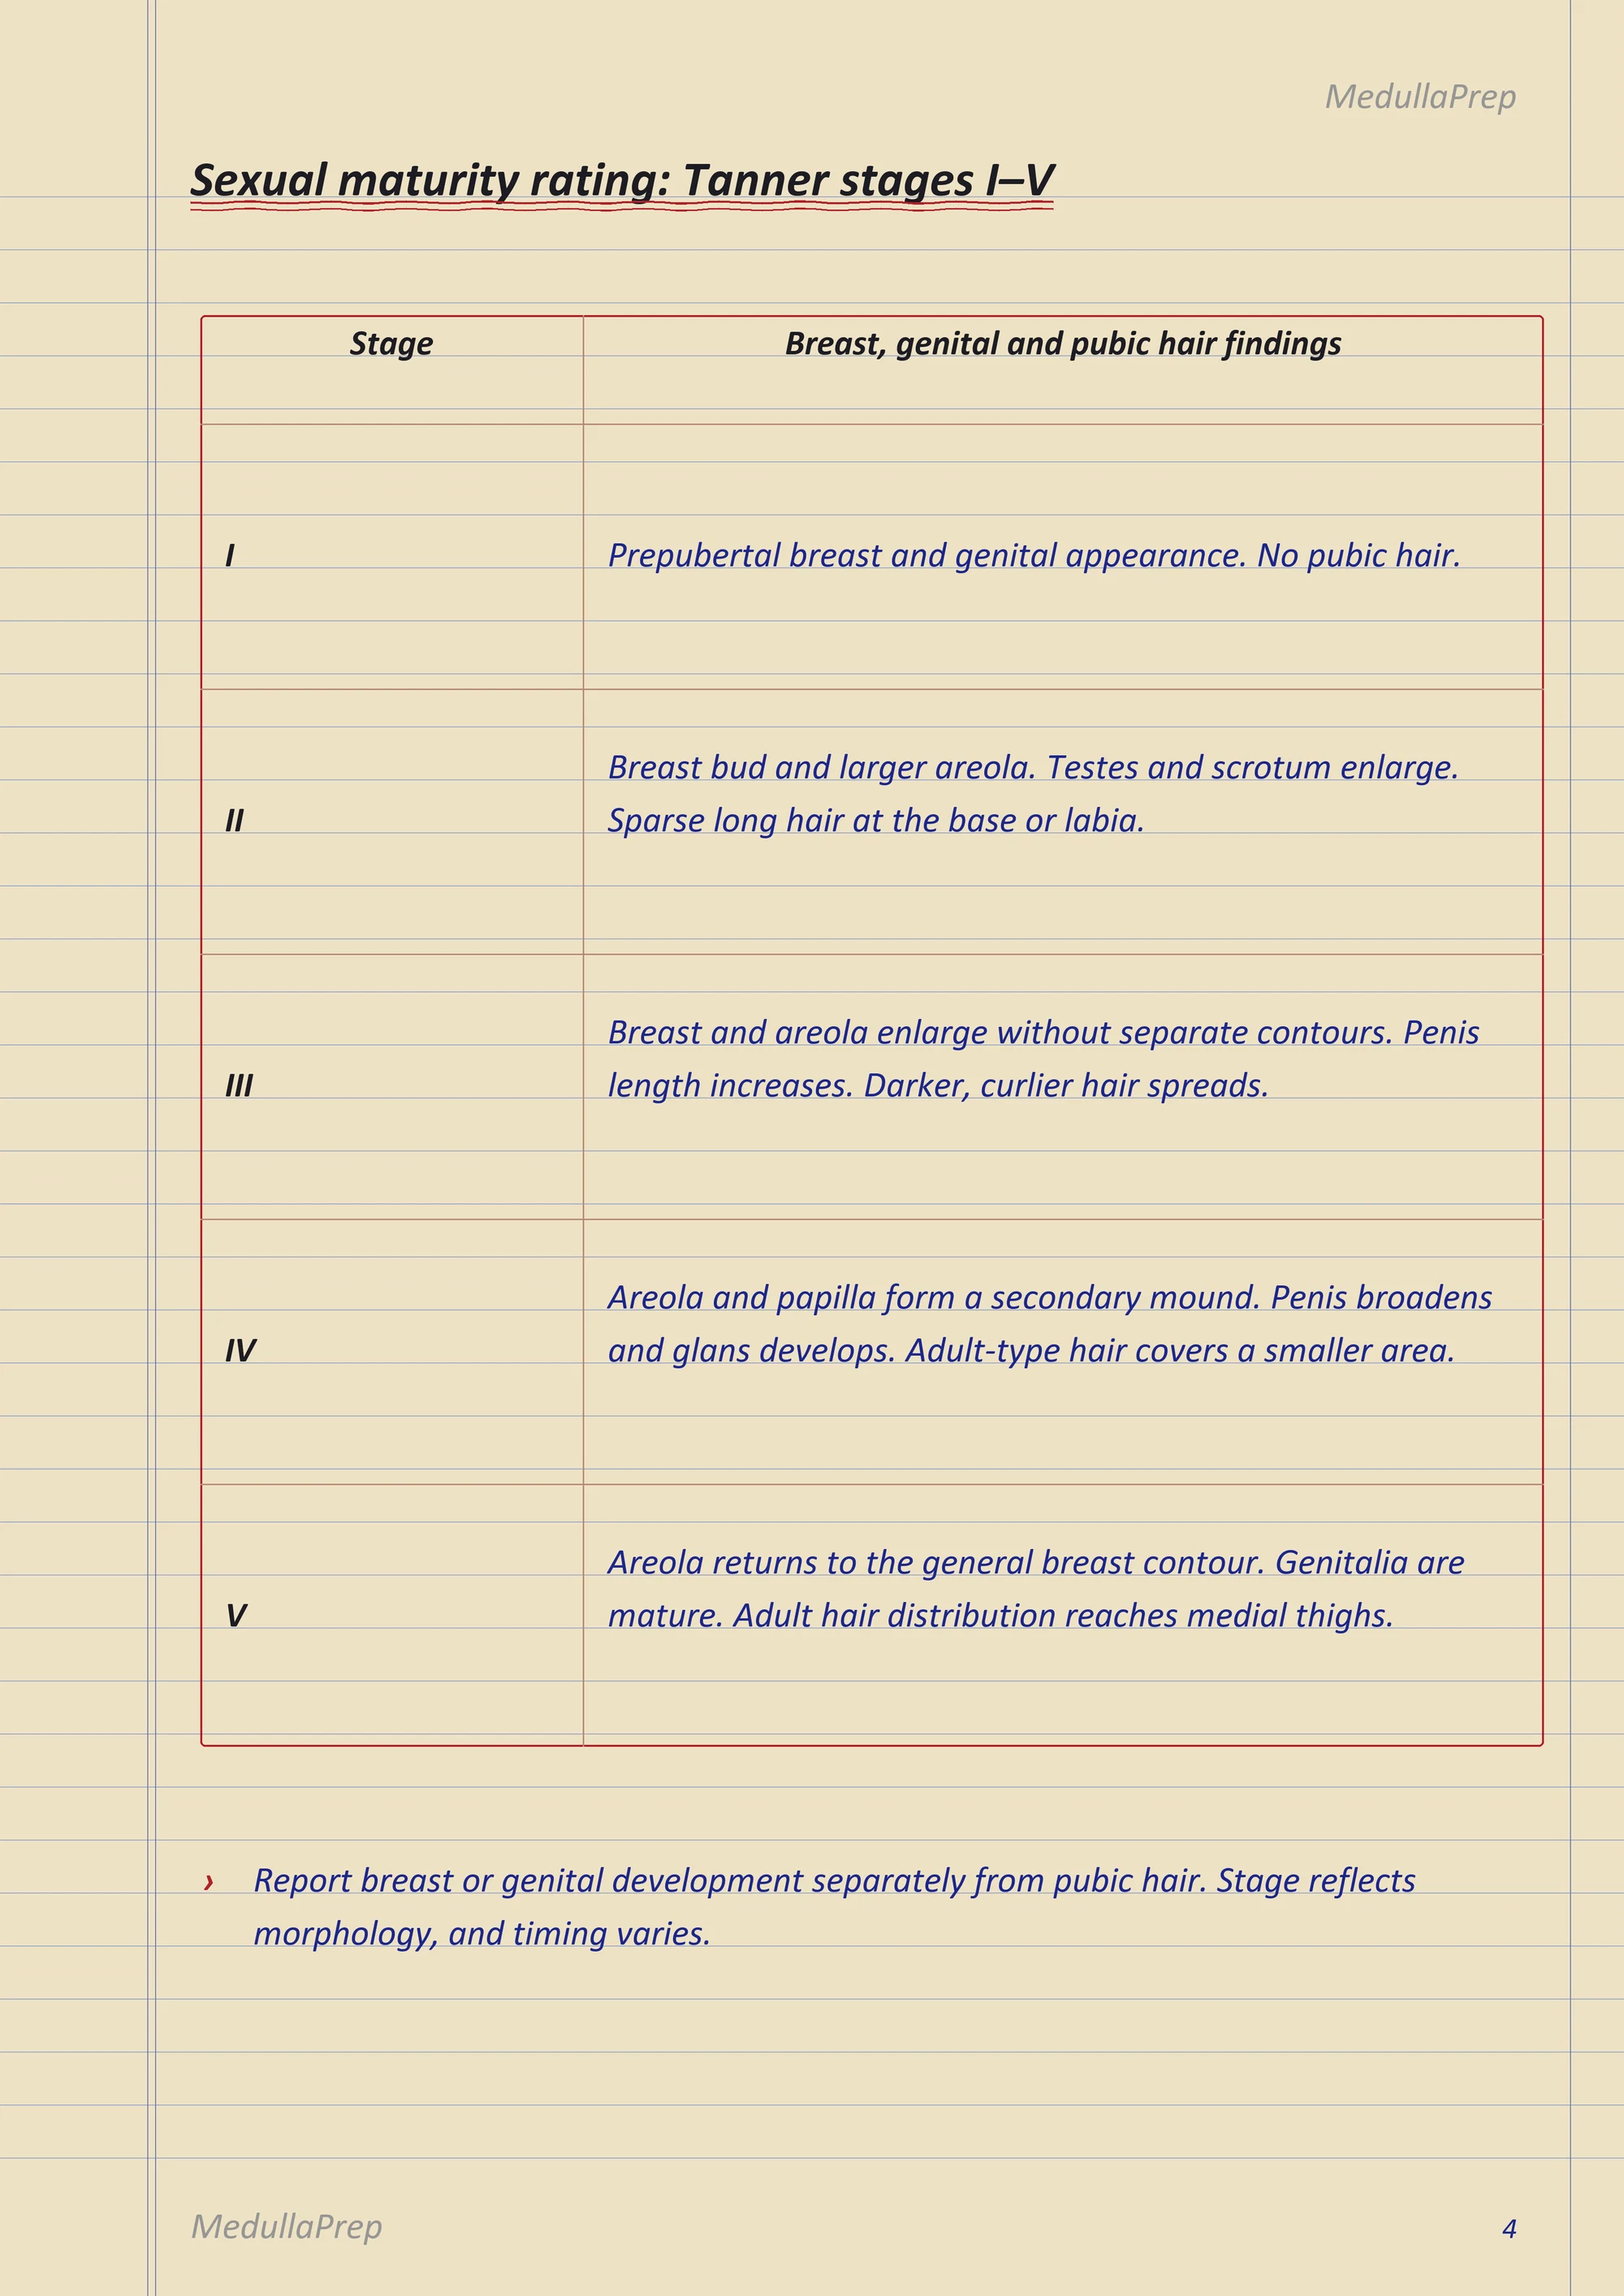 MedullaPrep
Sexual maturity rating: Tanner stages I–V
Stage
Breast, genital and pubic hair findings
I
Prepubertal breast and genital appearance. No pubic hair.
II
Breast bud and larger areola. Testes and scrotum enlarge.
Sparse long hair at the base or labia.
III
Breast and areola enlarge without separate contours. Penis
length increases. Darker, curlier hair spreads.
IV
Areola and papilla form a secondary mound. Penis broadens
and glans develops. Adult-type hair covers a smaller area.
V
Areola returns to the general breast contour. Genitalia are
mature. Adult hair distribution reaches medial thighs.
› Report breast or genital development separately from pubic hair. Stage reflects
morphology, and timing varies.
MedullaPrep
4